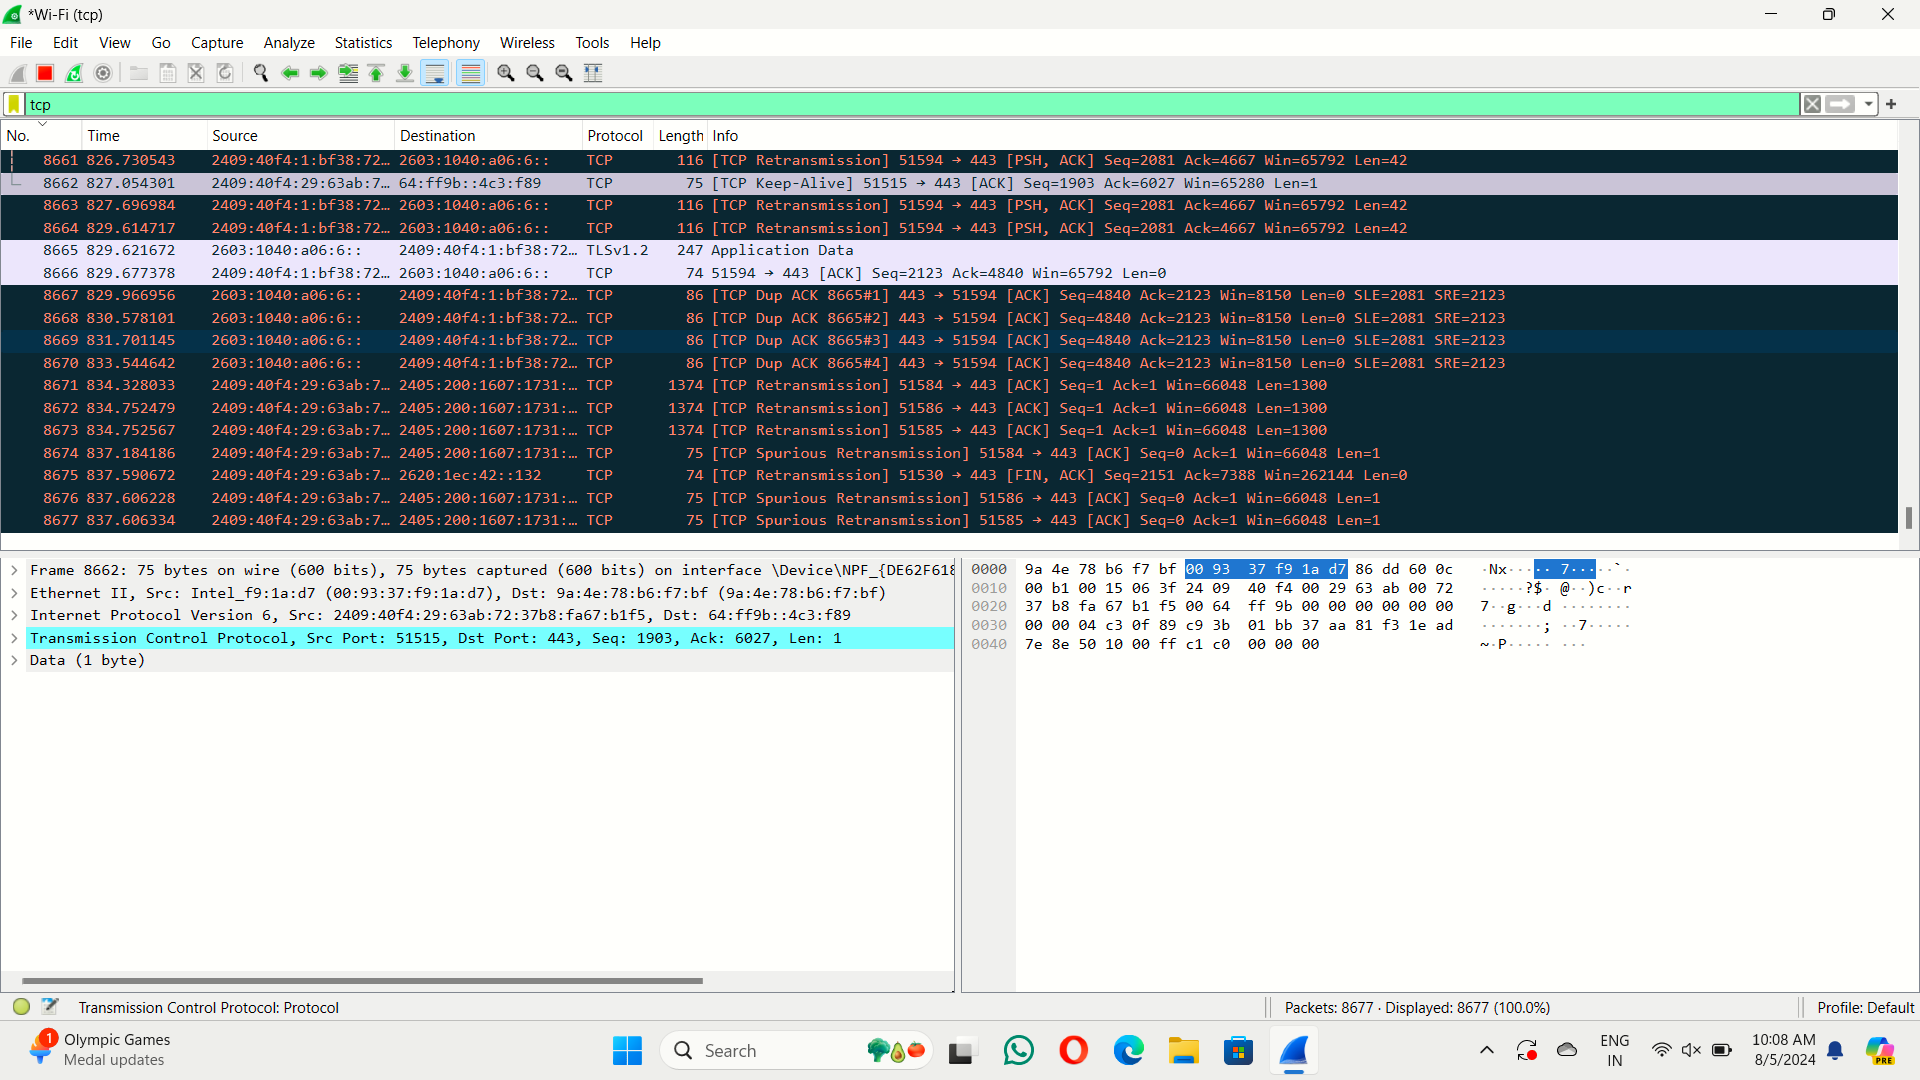 *Wi-Fi (tcp)
File Edit View Go Capture Analyze Statistics Telephony Wireless Tools Help
tcp
No. Time Source Destination Protocol Length Info
8661 826.730543 2409:40f4:1:bf38:72… 2603:1040:a06:6:: TCP 116 [TCP Retransmission] 51594 → 443 [PSH, ACK] Seq=2081 Ack=4667 Win=65792 Len=42
8662 827.054301 2409:40f4:29:63ab:7… 64:ff9b::4c3:f89 TCP 75 [TCP Keep-Alive] 51515 → 443 [ACK] Seq=1903 Ack=6027 Win=65280 Len=1
8663 827.696984 2409:40f4:1:bf38:72… 2603:1040:a06:6:: TCP 116 [TCP Retransmission] 51594 → 443 [PSH, ACK] Seq=2081 Ack=4667 Win=65792 Len=42
8664 829.614717 2409:40f4:1:bf38:72… 2603:1040:a06:6:: TCP 116 [TCP Retransmission] 51594 → 443 [PSH, ACK] Seq=2081 Ack=4667 Win=65792 Len=42
8665 829.621672 2603:1040:a06:6:: 2409:40f4:1:bf38:72… TLSv1.2 247 Application Data
8666 829.677378 2409:40f4:1:bf38:72… 2603:1040:a06:6:: TCP 74 51594 → 443 [ACK] Seq=2123 Ack=4840 Win=65792 Len=0
8667 829.966956 2603:1040:a06:6:: 2409:40f4:1:bf38:72… TCP 86 [TCP Dup ACK 8665#1] 443 → 51594 [ACK] Seq=4840 Ack=2123 Win=8150 Len=0 SLE=2081 SRE=2123
8668 830.578101 2603:1040:a06:6:: 2409:40f4:1:bf38:72… TCP 86 [TCP Dup ACK 8665#2] 443 → 51594 [ACK] Seq=4840 Ack=2123 Win=8150 Len=0 SLE=2081 SRE=2123
8669 831.701145 2603:1040:a06:6:: 2409:40f4:1:bf38:72… TCP 86 [TCP Dup ACK 8665#3] 443 → 51594 [ACK] Seq=4840 Ack=2123 Win=8150 Len=0 SLE=2081 SRE=2123
8670 833.544642 2603:1040:a06:6:: 2409:40f4:1:bf38:72… TCP 86 [TCP Dup ACK 8665#4] 443 → 51594 [ACK] Seq=4840 Ack=2123 Win=8150 Len=0 SLE=2081 SRE=2123
8671 834.328033 2409:40f4:29:63ab:7… 2405:200:1607:1731:… TCP 1374 [TCP Retransmission] 51584 → 443 [ACK] Seq=1 Ack=1 Win=66048 Len=1300
8672 834.752479 2409:40f4:29:63ab:7… 2405:200:1607:1731:… TCP 1374 [TCP Retransmission] 51586 → 443 [ACK] Seq=1 Ack=1 Win=66048 Len=1300
8673 834.752567 2409:40f4:29:63ab:7… 2405:200:1607:1731:… TCP 1374 [TCP Retransmission] 51585 → 443 [ACK] Seq=1 Ack=1 Win=66048 Len=1300
8674 837.184186 2409:40f4:29:63ab:7… 2405:200:1607:1731:… TCP 75 [TCP Spurious Retransmission] 51584 → 443 [ACK] Seq=0 Ack=1 Win=66048 Len=1
8675 837.590672 2409:40f4:29:63ab:7… 2620:1ec:42::132 TCP 74 [TCP Retransmission] 51530 → 443 [FIN, ACK] Seq=2151 Ack=7388 Win=262144 Len=0
8676 837.606228 2409:40f4:29:63ab:7… 2405:200:1607:1731:… TCP 75 [TCP Spurious Retransmission] 51586 → 443 [ACK] Seq=0 Ack=1 Win=66048 Len=1
8677 837.606334 2409:40f4:29:63ab:7… 2405:200:1607:1731:… TCP 75 [TCP Spurious Retransmission] 51585 → 443 [ACK] Seq=0 Ack=1 Win=66048 Len=1
Frame 8662: 75 bytes on wire (600 bits), 75 bytes captured (600 bits) on interface \Device\NPF_{DE62F618
Ethernet II, Src: Intel_f9:1a:d7 (00:93:37:f9:1a:d7), Dst: 9a:4e:78:b6:f7:bf (9a:4e:78:b6:f7:bf)
Internet Protocol Version 6, Src: 2409:40f4:29:63ab:72:37b8:fa67:b1f5, Dst: 64:ff9b::4c3:f89
Transmission Control Protocol, Src Port: 51515, Dst Port: 443, Seq: 1903, Ack: 6027, Len: 1
Data (1 byte)
0000 9a 4e 78 b6 f7 bf 00 93 37 f9 1a d7 86 dd 60 0c ·Nx····· 7·····`·
0010 00 b1 00 15 06 3f 24 09 40 f4 00 29 63 ab 00 72 ·····?$· @··)c··r
0020 37 b8 fa 67 b1 f5 00 64 ff 9b 00 00 00 00 00 00 7··g···d ········
0030 00 00 04 c3 0f 89 c9 3b 01 bb 37 aa 81 f3 1e ad ·······; ··7·····
0040 7e 8e 50 10 00 ff c1 c0 00 00 00 ~·P····· ···
Transmission Control Protocol: Protocol
Packets: 8677 · Displayed: 8677 (100.0%)
Profile: Default
1
Olympic Games
Medal updates
Search
ENG
IN
10:08 AM
8/5/2024
PRE